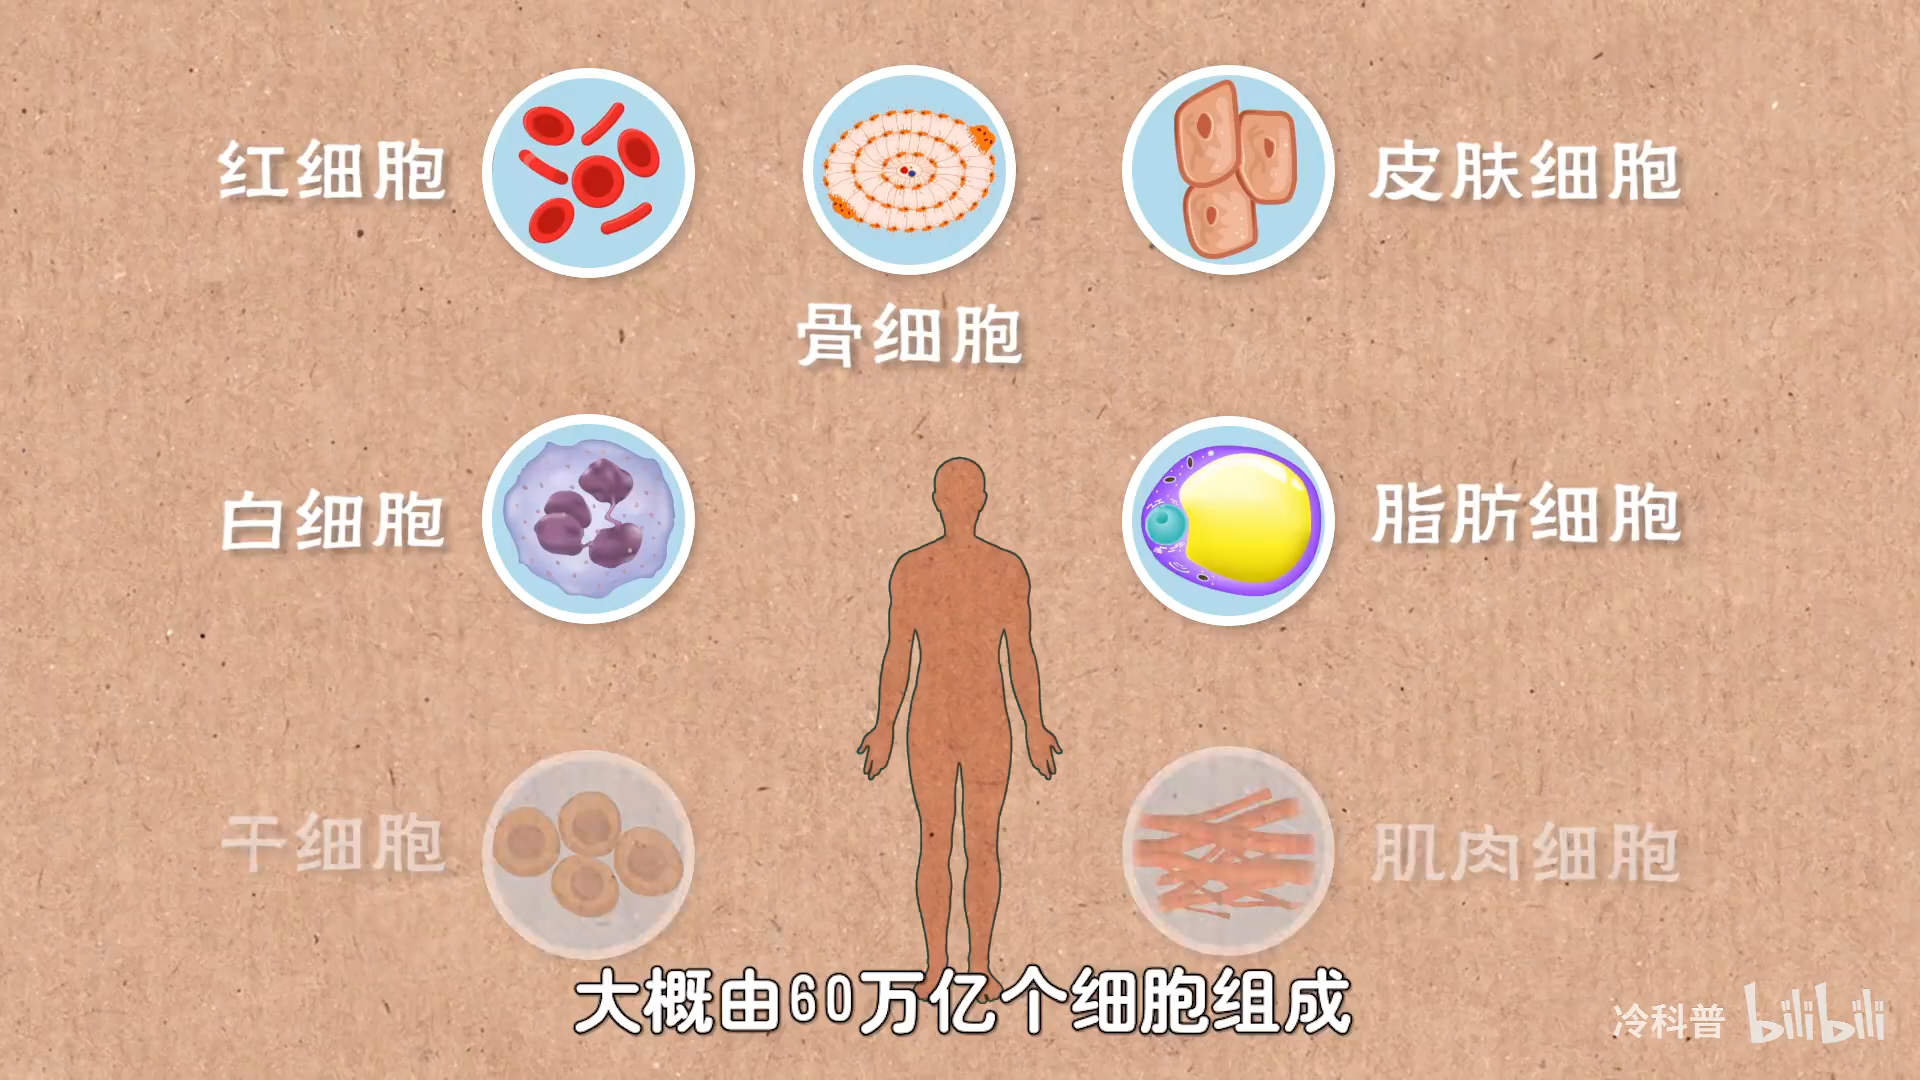 红细胞
骨细胞
皮肤细胞
白细胞
脂肪细胞
干细胞
肌肉细胞
大概由60万亿个细胞组成
冷科普 bilibili